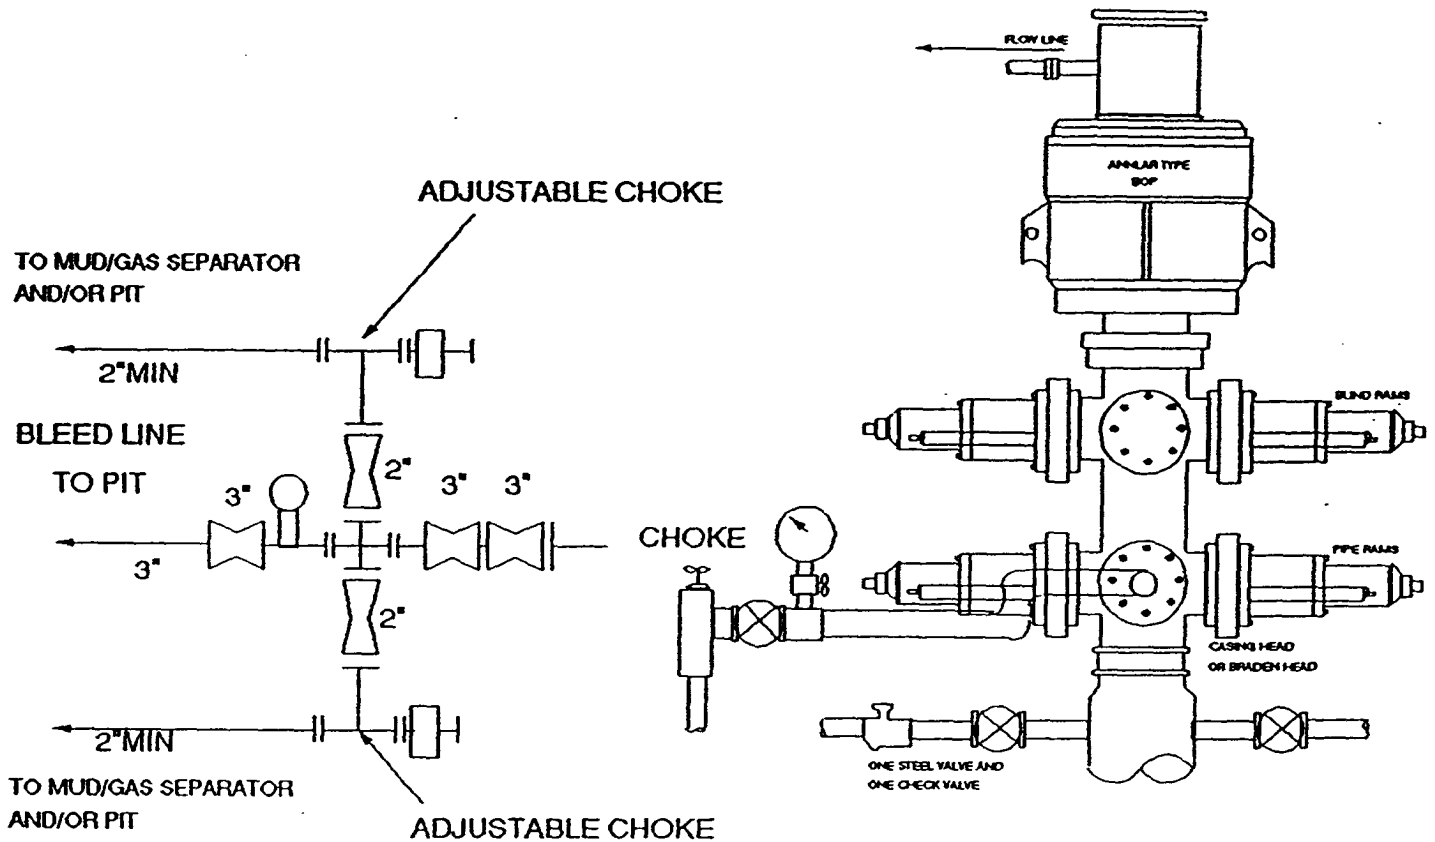 ADJUSTABLE CHOKE
TO MUD/GAS SEPARATOR
AND/OR PIT
2"MIN
BLEED LINE
TO PIT
2"
3"
3"
3"
3"
2"
2"MIN
TO MUD/GAS SEPARATOR
AND/OR PIT
ADJUSTABLE CHOKE
FLOW LINE
ANNLAR TYPE
BOP
BLIND RAMS
CHOKE
PIPE RAMS
CASING HEAD
OR BRADEN HEAD
ONE STEEL VALVE AND
ONE CHECK VALVE